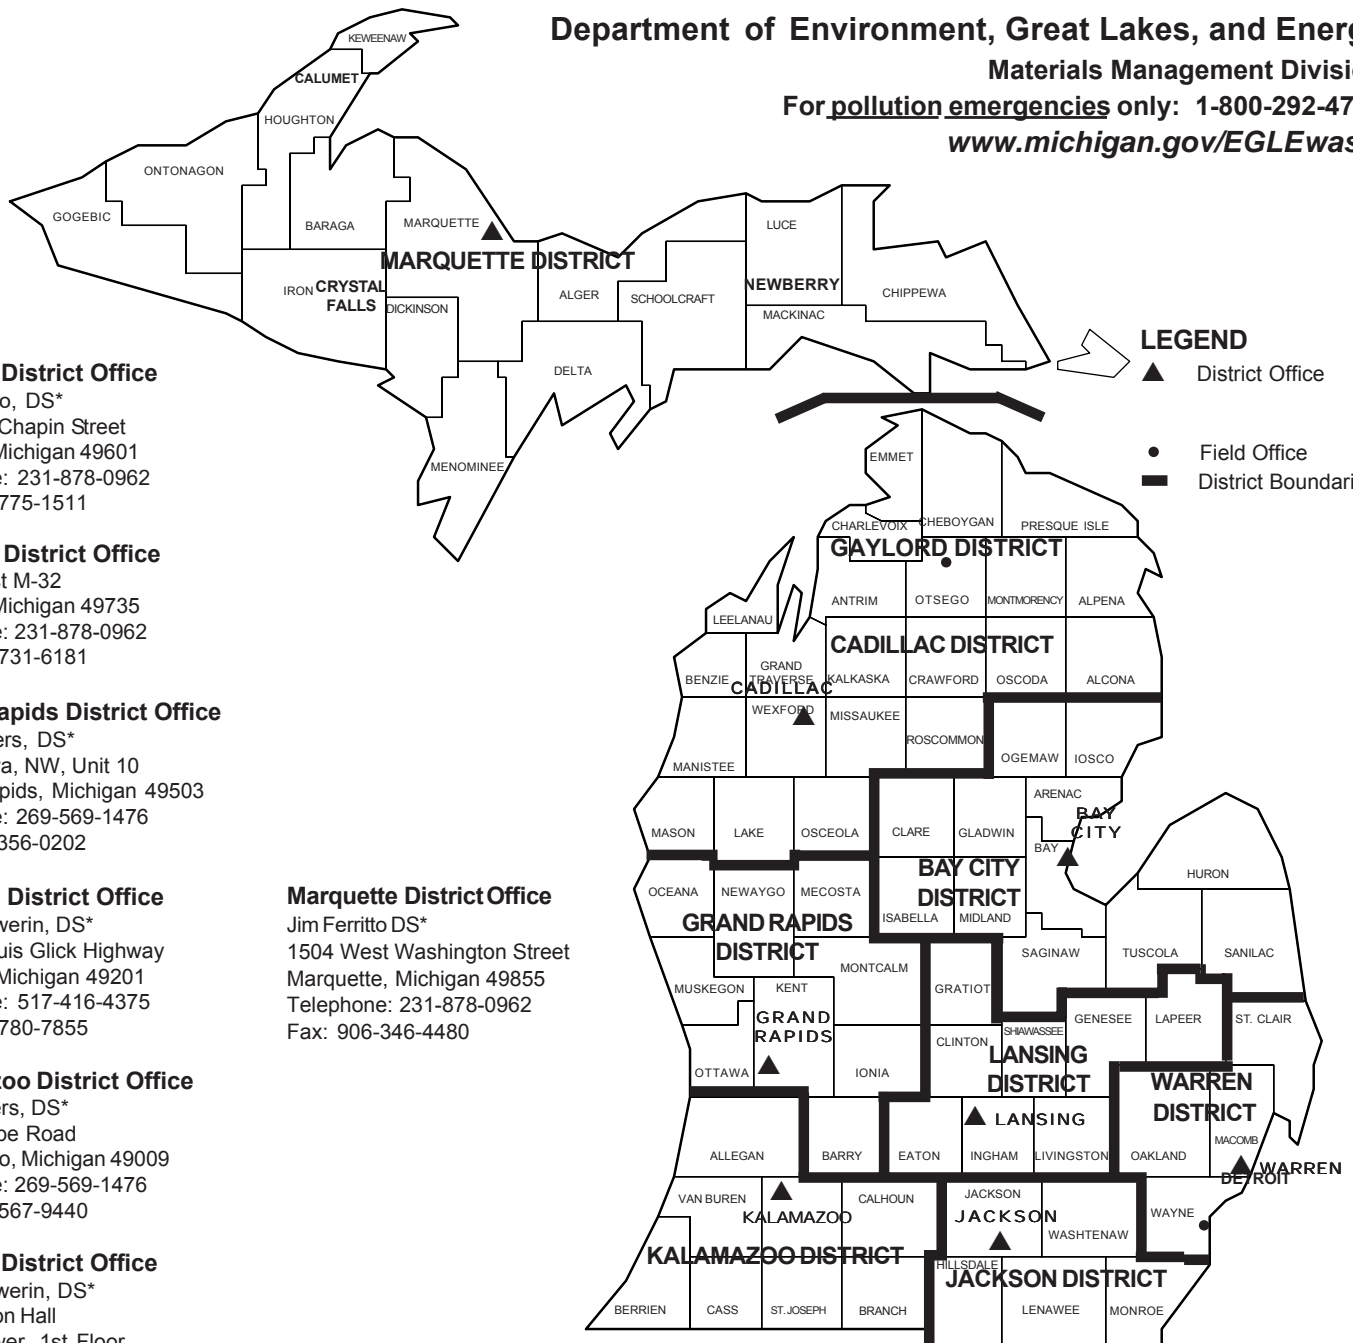 Department of Environment, Great Lakes, and Energ
Materials Management Divisi
For pollution emergencies only: 1-800-292-47
www.michigan.gov/EGLEwas
KEWEENAW
CALUMET
HOUGHTON
ONTONAGON
GOGEBIC
BARAGA
MARQUETTE
LUCE
MARQUETTE DISTRICT
IRON
CRYSTAL
FALLS
DICKINSON
ALGER
SCHOOLCRAFT
NEWBERRY
CHIPPEWA
MACKINAC
DELTA
MENOMINEE
LEGEND
District Office
Field Office
District Boundari
District Office
o, DS*
Chapin Street
Michigan 49601
e: 231-878-0962
775-1511
District Office
st M-32
Michigan 49735
e: 231-878-0962
731-6181
apids District Office
ers, DS*
a, NW, Unit 10
pids, Michigan 49503
e: 269-569-1476
356-0202
District Office
werin, DS*
uis Glick Highway
Michigan 49201
e: 517-416-4375
780-7855
zoo District Office
ers, DS*
be Road
o, Michigan 49009
e: 269-569-1476
567-9440
District Office
werin, DS*
on Hall
wer, 1st Floor
Marquette District Office
Jim Ferritto DS*
1504 West Washington Street
Marquette, Michigan 49855
Telephone: 231-878-0962
Fax: 906-346-4480
EMMET
CHARLEVOIX
CHEBOYGAN
PRESQUE ISLE
GAYLORD DISTRICT
ANTRIM
OTSEGO
MONTMORENCY
ALPENA
LEELANAU
CADILLAC DISTRICT
BENZIE
GRAND
TRAVERSE
KALKASKA
CRAWFORD
OSCODA
ALCONA
CADILLAC
WEXFORD
MISSAUKEE
ROSCOMMON
OGEMAW
IOSCO
MANISTEE
ARENAC
BAY
CITY
MASON
LAKE
OSCEOLA
CLARE
GLADWIN
BAY
BAY CITY
DISTRICT
HURON
OCEANA
NEWAYGO
MECOSTA
ISABELLA
MIDLAND
GRAND RAPIDS
DISTRICT
SAGINAW
TUSCOLA
SANILAC
MONTCALM
MUSKEGON
KENT
GRATIOT
GRAND
RAPIDS
SHIAWASSEE
GENESEE
LAPEER
ST. CLAIR
CLINTON
LANSING
DISTRICT
OTTAWA
IONIA
WARREN
DISTRICT
LANSING
ALLEGAN
BARRY
EATON
INGHAM
LIVINGSTON
OAKLAND
MACOMB
WARREN
DETROIT
VAN BUREN
KALAMAZOO
CALHOUN
JACKSON
JACKSON
WASHTENAW
WAYNE
KALAMAZOO DISTRICT
HILLSDALE
JACKSON DISTRICT
BERRIEN
CASS
ST. JOSEPH
BRANCH
LENAWEE
MONROE